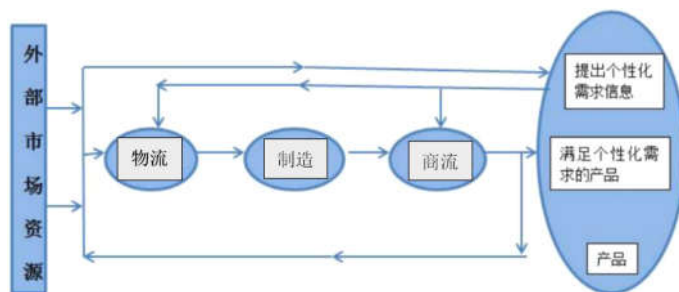 外
部
市
场
资
源
提出个性化
需求信息
物流
制造
商流
满足个性化需
求的产品
产品